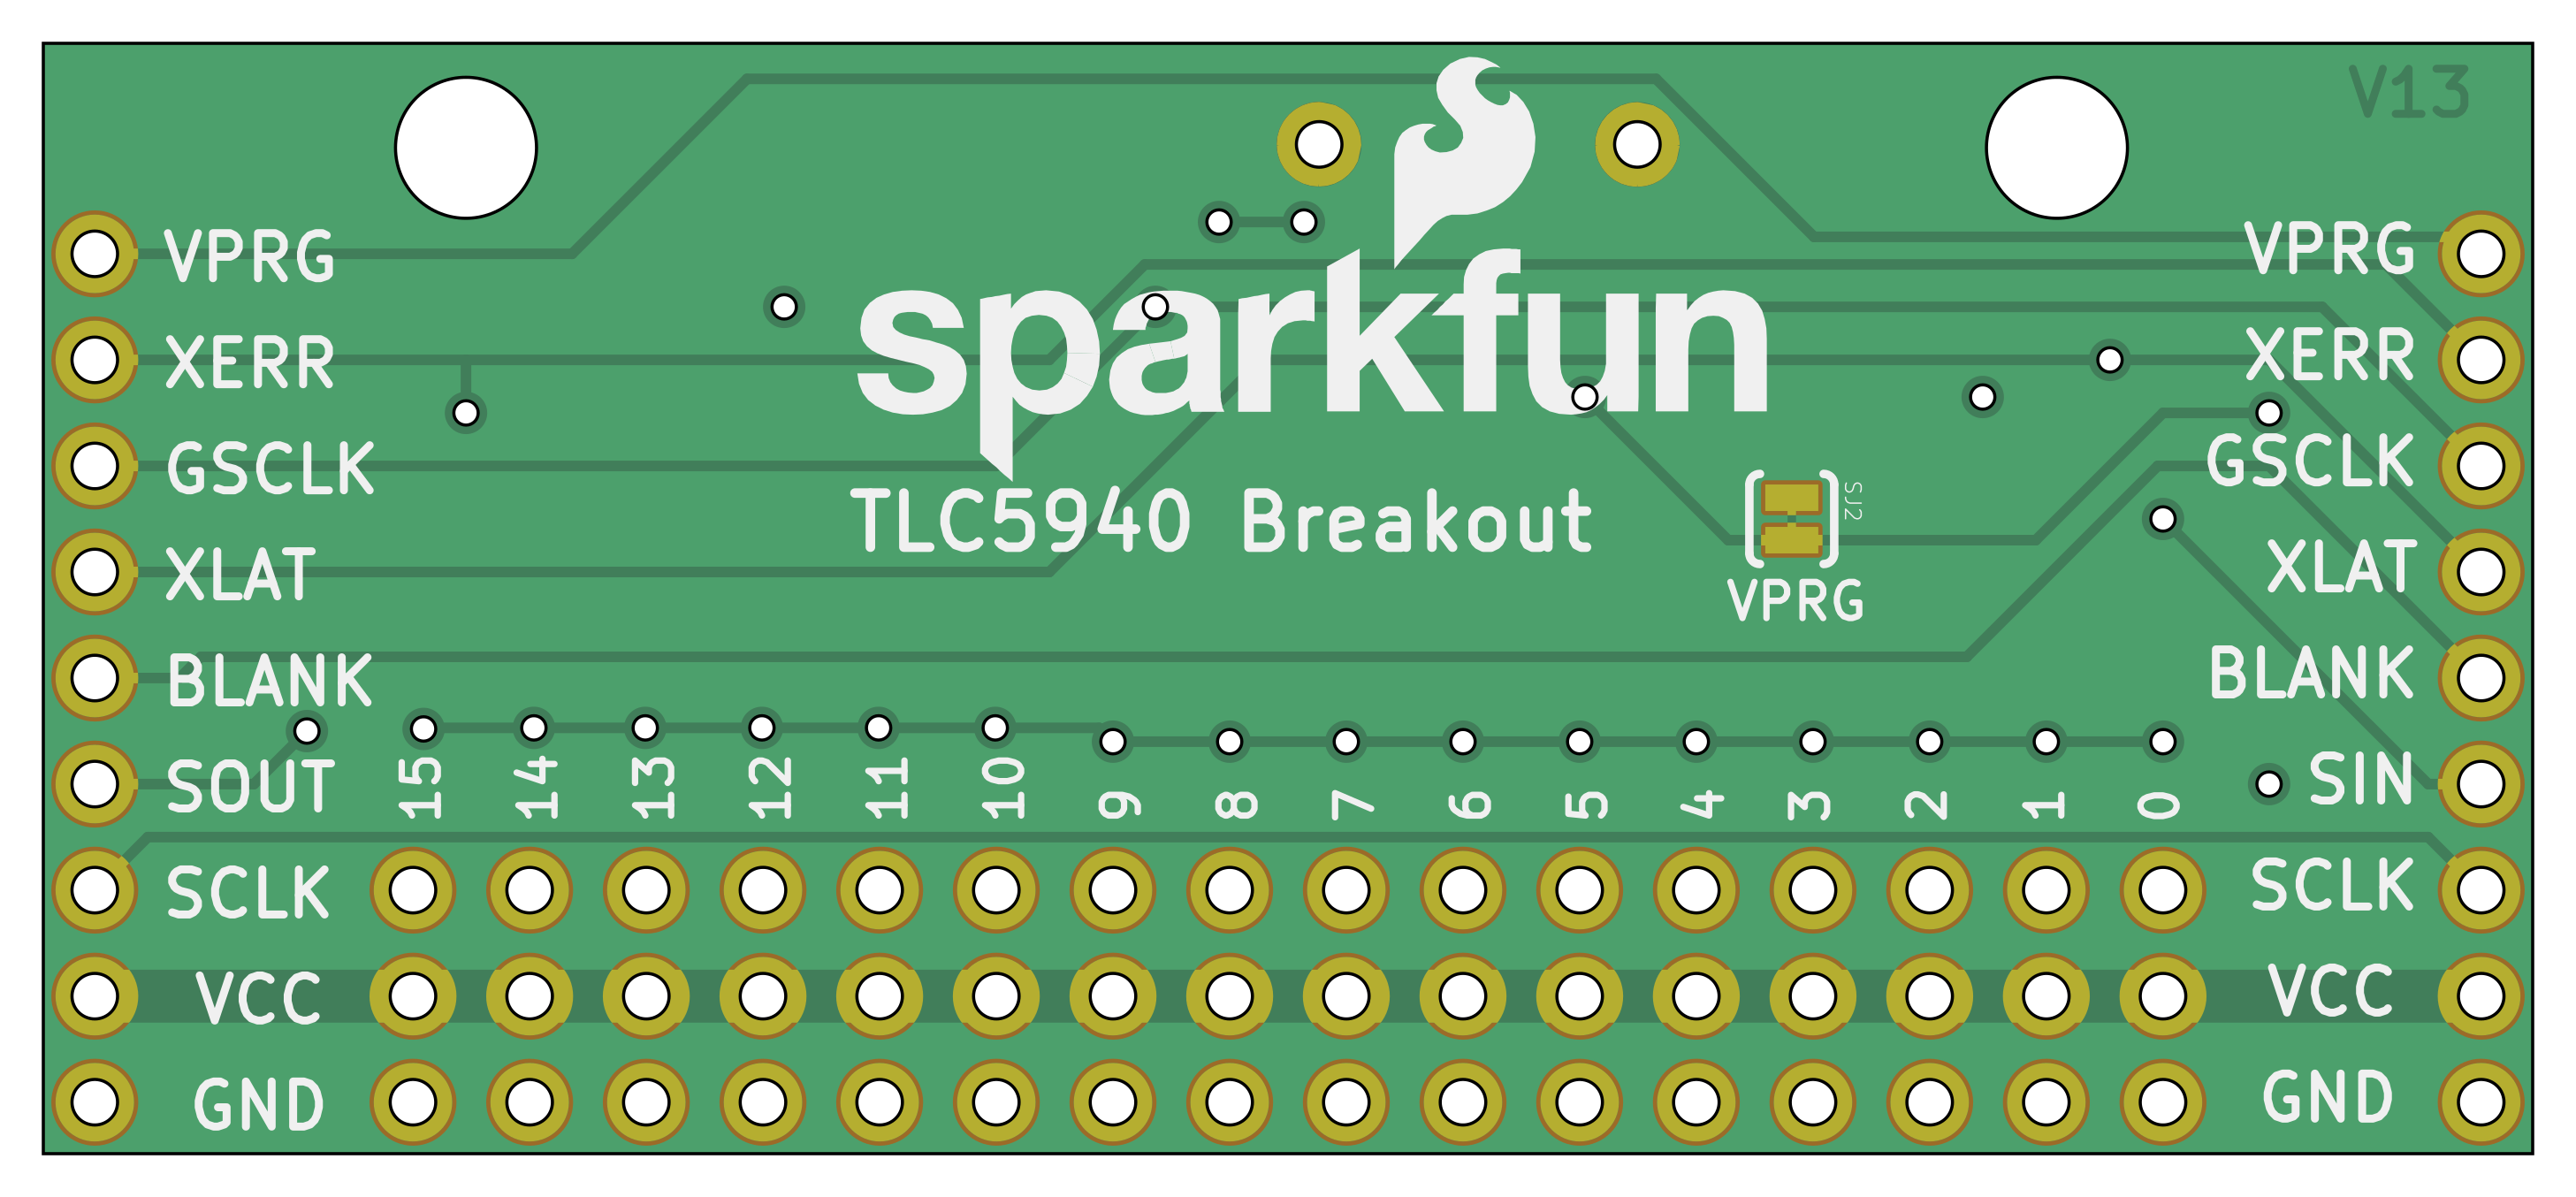 V13
VPRG VPRG
sparkfun
XERR XERR
GSCLK GSCLK
SJ2
TLC5940 Breakout
XLAT XLAT
VPRG
BLANK BLANK
SOUT 15 14 13 12 11 10 9 8 7 6 5 4 3 2 1 0 SIN
SCLK SCLK
VCC VCC
GND GND